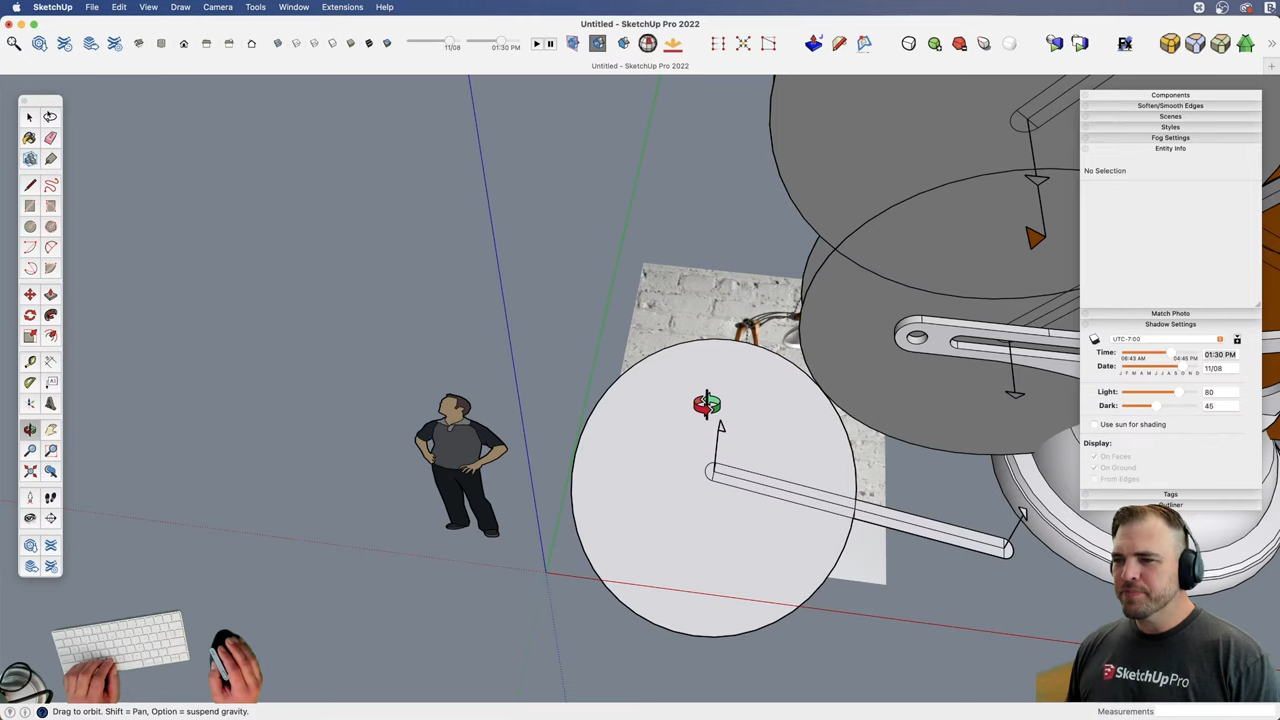 SketchUp File Edit View Draw Camera Tools Window Extensions Help
Untitled - SketchUp Pro 2022
11/08 01:30 PM
Untitled - SketchUp Pro 2022
Components
Soften/Smooth Edges
Scenes
Styles
Fog Settings
Entity Info
No Selection
Match Photo
Shadow Settings
UTC-7:00
Time: 01:30 PM
06:43 AM 04:45 PM
Date: 11/08
J F M A M J J A S O N D
Light: 80
Dark: 45
Use sun for shading
Display:
On Faces
On Ground
From Edges
Tags
Outliner
SketchUp Pro
Drag to orbit. Shift = Pan, Option = suspend gravity.
Measurements